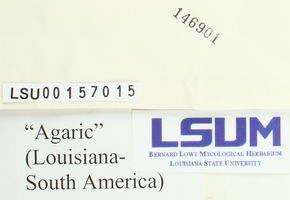 146901
LSU00157015
"Agaric"
(Louisiana-
South America)
LSUM
BERNARD LOWY MYCOLOGICAL HERBARIUM
LOUISIANA STATE UNIVERSITY